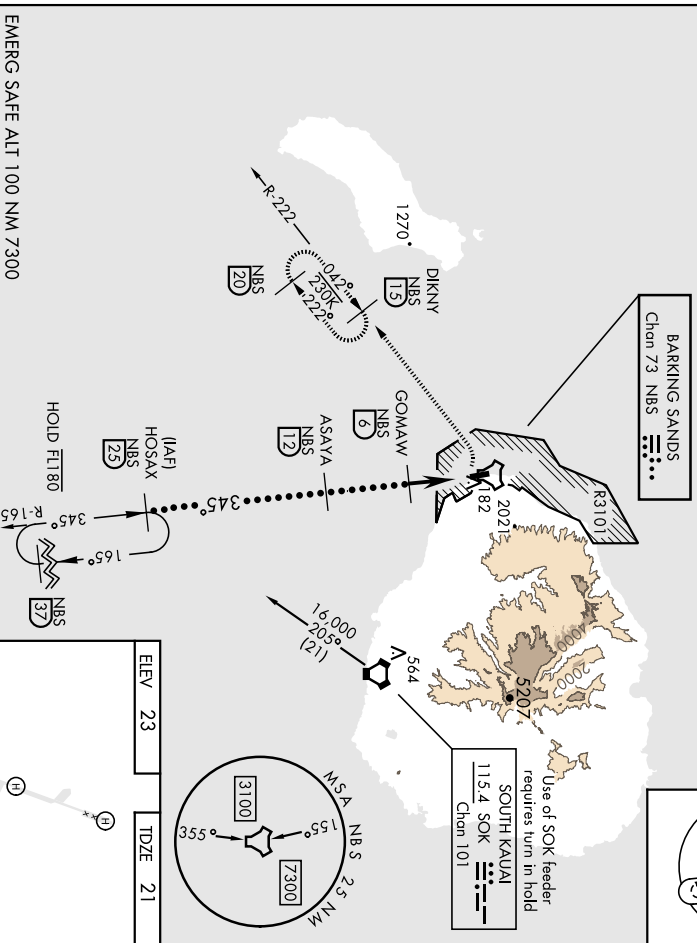 EMERG SAFE ALT 100 NM 7300
1270
R-222
042°
230K
222°
NBS
20
DIKNY
NBS
15
BARKING SANDS
Chan 73 NBS
R3101
GOMAW
NBS
6
ASAYA
NBS
12
(IAF)
HOSAX
NBS
25
HOLD FL180
345°
345°
R-165
165°
NBS
37
182
2021
4000
2000
5207
564
16,000
205°
(21)
Use of SOK feeder
requires turn in hold
SOUTH KAUAI
115.4 SOK
Chan 101
MSA NBS 25 NM
3100
7300
155°
355°
ELEV 23
TDZE 21
H
H